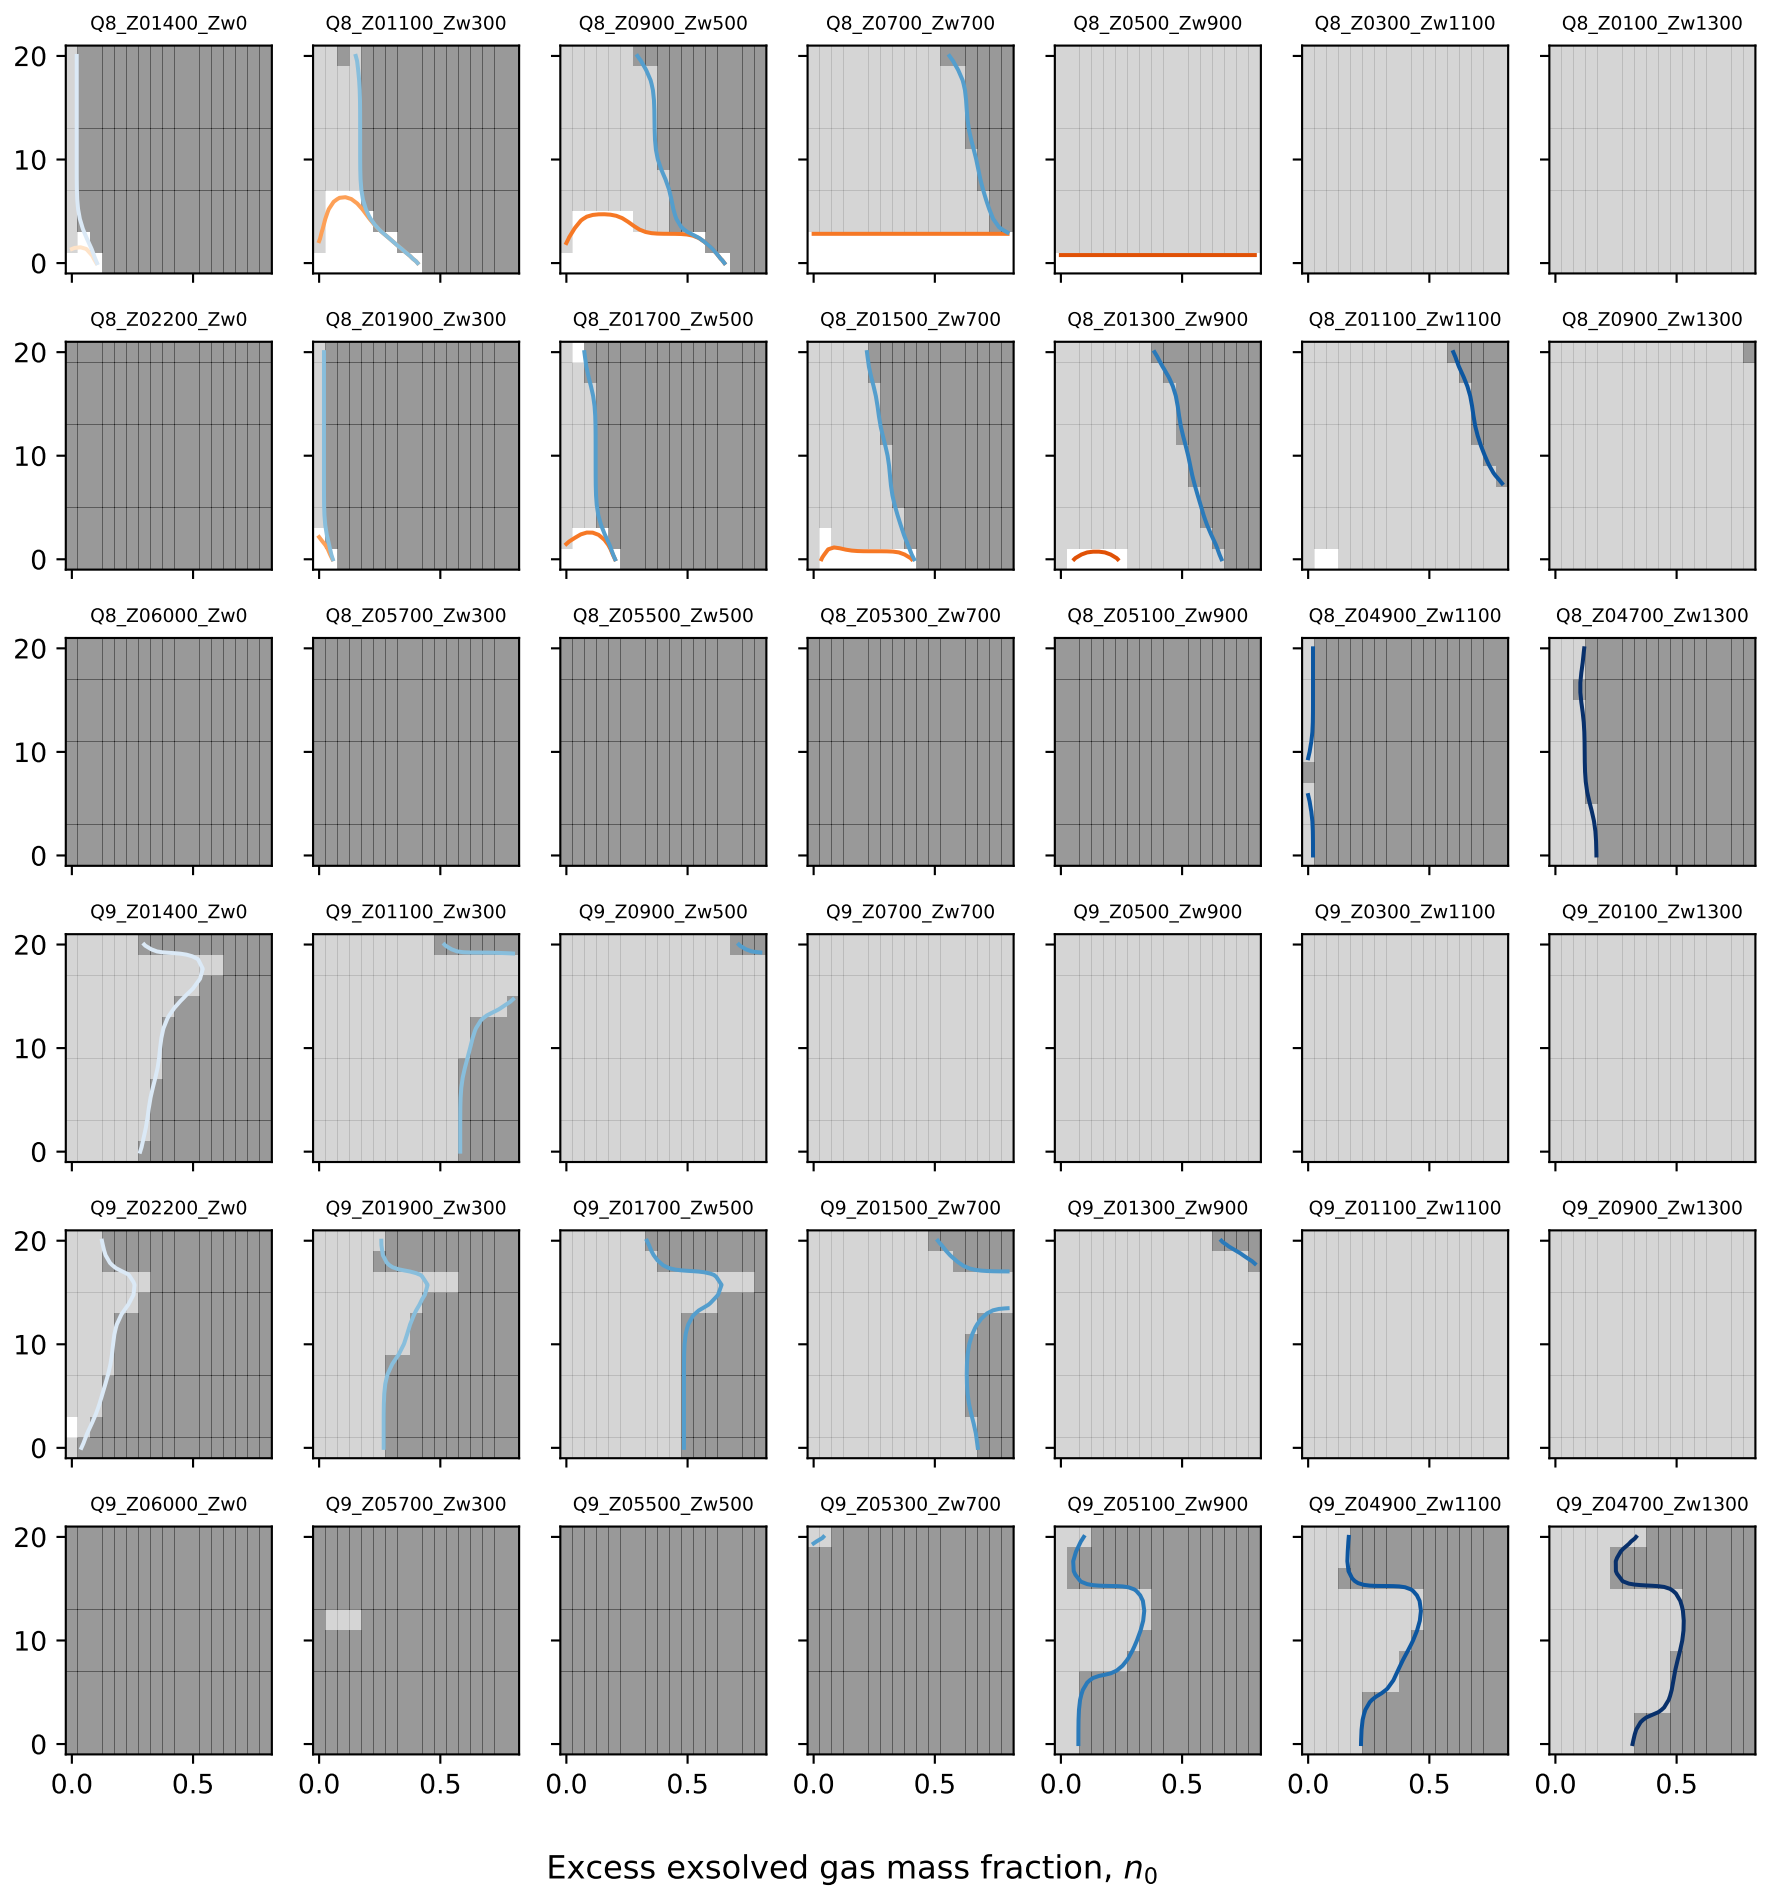 Q8_Z01400_Zw0 Q8_Z01100_Zw300 Q8_Z0900_Zw500 Q8_Z0700_Zw700 Q8_Z0500_Zw900 Q8_Z0300_Zw1100 Q8_Z0100_Zw1300
20
10
0
Q8_Z02200_Zw0 Q8_Z01900_Zw300 Q8_Z01700_Zw500 Q8_Z01500_Zw700 Q8_Z01300_Zw900 Q8_Z01100_Zw1100 Q8_Z0900_Zw1300
20
10
0
Q8_Z06000_Zw0 Q8_Z05700_Zw300 Q8_Z05500_Zw500 Q8_Z05300_Zw700 Q8_Z05100_Zw900 Q8_Z04900_Zw1100 Q8_Z04700_Zw1300
20
10
0
Q9_Z01400_Zw0 Q9_Z01100_Zw300 Q9_Z0900_Zw500 Q9_Z0700_Zw700 Q9_Z0500_Zw900 Q9_Z0300_Zw1100 Q9_Z0100_Zw1300
20
10
0
Q9_Z02200_Zw0 Q9_Z01900_Zw300 Q9_Z01700_Zw500 Q9_Z01500_Zw700 Q9_Z01300_Zw900 Q9_Z01100_Zw1100 Q9_Z0900_Zw1300
20
10
0
Q9_Z06000_Zw0 Q9_Z05700_Zw300 Q9_Z05500_Zw500 Q9_Z05300_Zw700 Q9_Z05100_Zw900 Q9_Z04900_Zw1100 Q9_Z04700_Zw1300
20
10
0
0.0 0.5 0.0 0.5 0.0 0.5 0.0 0.5 0.0 0.5 0.0 0.5 0.0 0.5
Excess exsolved gas mass fraction, n₀